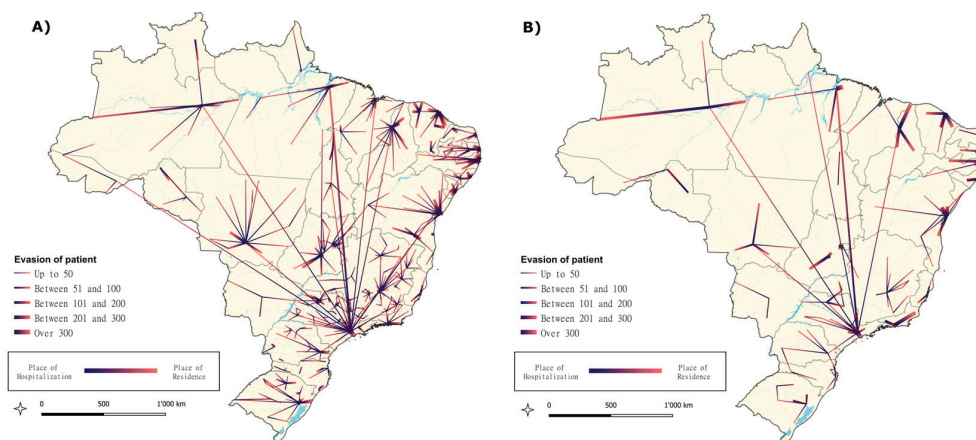 A)
Evasion of patient
Up to 50
Between 51 and 100
Between 101 and 200
Between 201 and 300
Over 300
Place of
Hospitalization
Place of
Residence
0 500 1'000 km
B)
Evasion of patient
Up to 50
Between 51 and 100
Between 101 and 200
Between 201 and 300
Over 300
Place of
Hospitalization
Place of
Residence
0 500 1'000 km